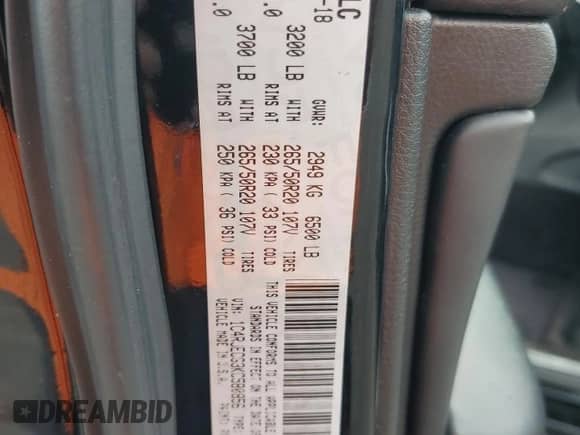 LC
-18
GVWR: 2949 KG 6500 LB
3200 LB WITH 265/50R20 107V TIRES
.0 RIMS AT 230 KPA ( 33 PSI) COLD
3700 LB WITH 265/50R20 107V TIRES
.0 RIMS AT 250 KPA ( 36 PSI) COLD
THIS VEHICLE CONFORMS TO ALL APPLICABLE
STANDARDS IN EFFECT ON THE DATE OF
VIN:
VEHICLE MADE IN U.S.A.